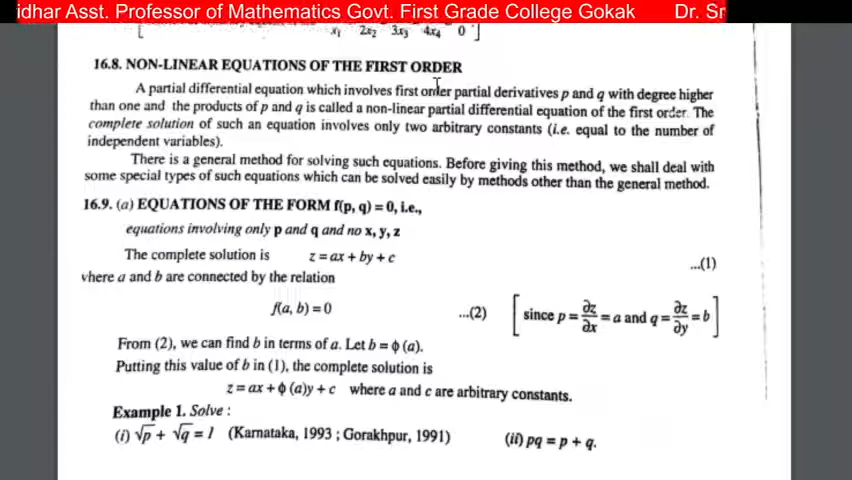 idhar Asst. Professor of Mathematics Govt. First Grade College Gokak Dr. Sr
x₁ 2x₂ 3x₃ 4x₄ 0 ]
16.8. NON-LINEAR EQUATIONS OF THE FIRST ORDER
A partial differential equation which involves first order partial derivatives p and q with degree higher
than one and the products of p and q is called a non-linear partial differential equation of the first order. The
complete solution of such an equation involves only two arbitrary constants (i.e. equal to the number of
independent variables).
There is a general method for solving such equations. Before giving this method, we shall deal with
some special types of such equations which can be solved easily by methods other than the general method.
16.9. (a) EQUATIONS OF THE FORM f(p, q) = 0, i.e.,
equations involving only p and q and no x, y, z
The complete solution is z = ax + by + c ...(1)
where a and b are connected by the relation
f(a, b) = 0 ...(2) [ since p = ∂z/∂x = a and q = ∂z/∂y = b ]
From (2), we can find b in terms of a. Let b = ϕ (a).
Putting this value of b in (1), the complete solution is
z = ax + ϕ (a)y + c where a and c are arbitrary constants.
Example 1. Solve :
(i) √p + √q = 1 (Karnataka, 1993 ; Gorakhpur, 1991) (ii) pq = p + q.